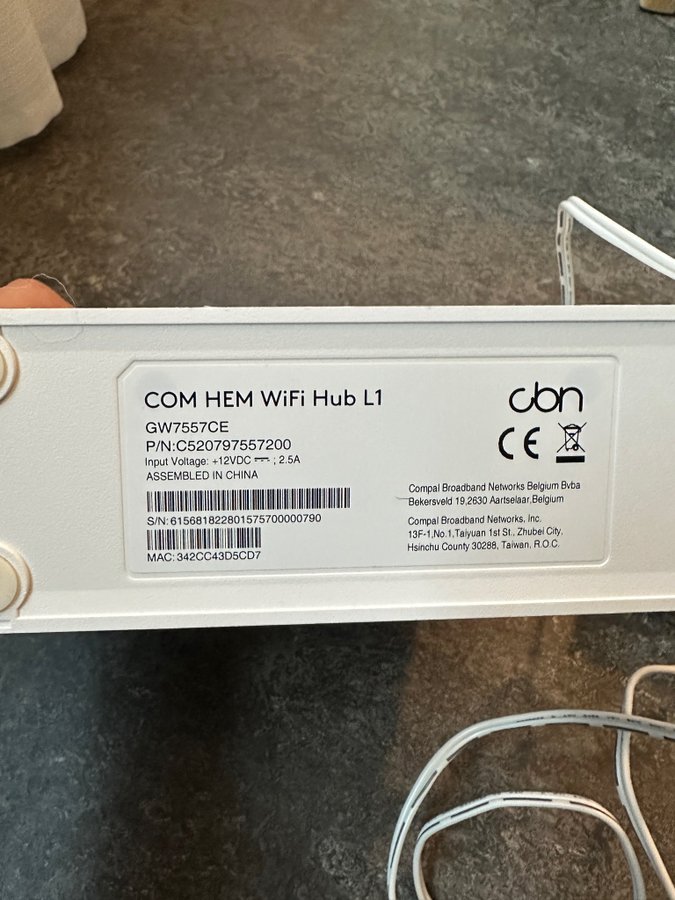 COM HEM WiFi Hub L1
GW7557CE
P/N:C520797557200
Input Voltage: +12VDC ⎓ ; 2.5A
ASSEMBLED IN CHINA
S/N: 615681822801575700000790
MAC: 342CC43D5CD7
cbn
CE
Compal Broadband Networks Belgium Bvba
Bekersveld 19,2630 Aartselaar,Belgium
Compal Broadband Networks, Inc.
13F-1,No.1,Taiyuan 1st St., Zhubei City,
Hsinchu County 30288, Taiwan, R.O.C.